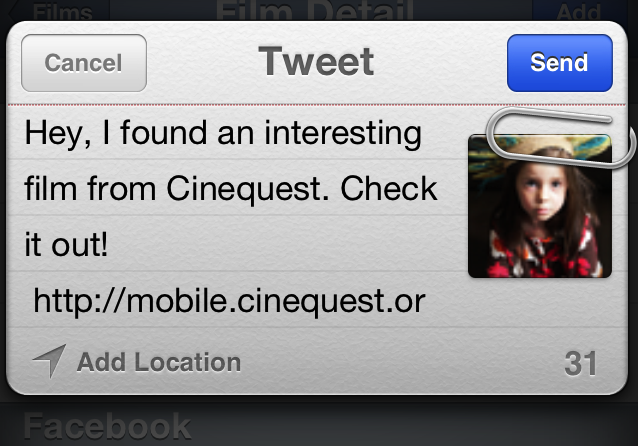 Films Film Detail Add
Cancel Tweet Send
Hey, I found an interesting
film from Cinequest. Check
it out!
http://mobile.cinequest.or
Add Location 31
Facebook